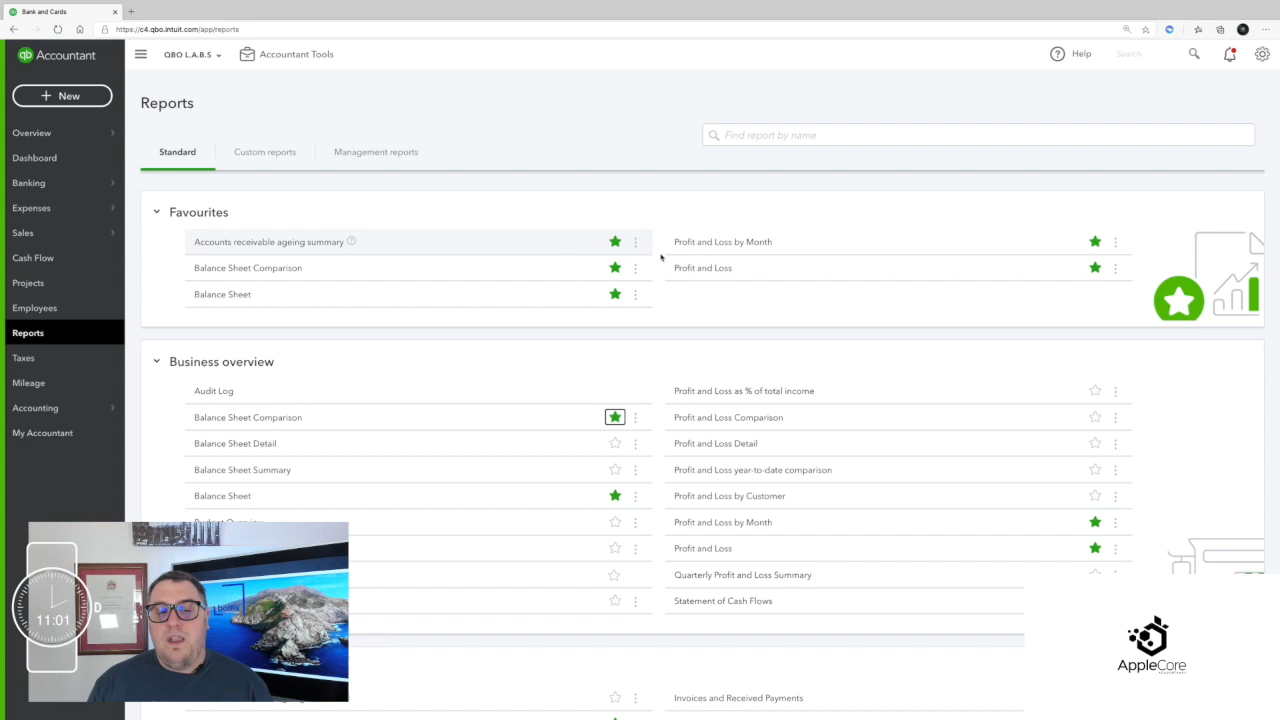 Bank and Cards
https://c4.qbo.intuit.com/app/reports
qb Accountant
QBO L.A.B.S
Accountant Tools
Help
Search
+ New
Overview
Dashboard
Banking
Expenses
Sales
Cash Flow
Projects
Employees
Reports
Taxes
Mileage
Accounting
My Accountant
Reports
Find report by name
Standard
Custom reports
Management reports
Favourites
Accounts receivable ageing summary
Profit and Loss by Month
Balance Sheet Comparison
Profit and Loss
Balance Sheet
Business overview
Audit Log
Profit and Loss as % of total income
Balance Sheet Comparison
Profit and Loss Comparison
Balance Sheet Detail
Profit and Loss Detail
Balance Sheet Summary
Profit and Loss year-to-date comparison
Balance Sheet
Profit and Loss by Customer
Profit and Loss by Month
Profit and Loss
Quarterly Profit and Loss Summary
Statement of Cash Flows
Invoices and Received Payments
11:01
D
botkx
AppleCore
ACCOUNTANCY